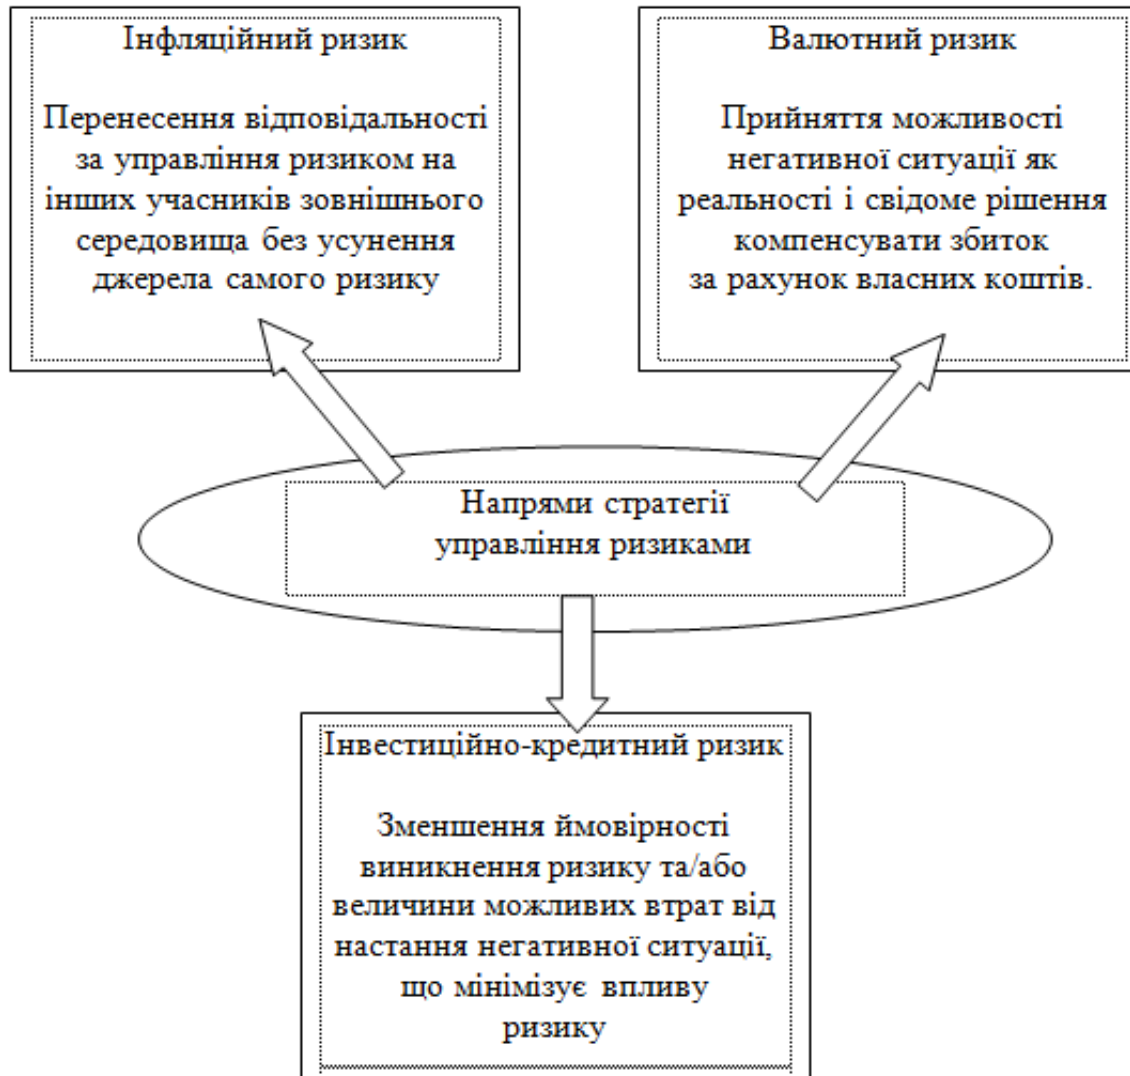 Інфляційний ризик
Перенесення відповідальності
за управління ризиком на
інших учасників зовнішнього
середовища без усунення
джерела самого ризику
Валютний ризик
Прийняття можливості
негативної ситуації як
реальності і свідоме рішення
компенсувати збиток
за рахунок власних коштів.
Напрями стратегії
управління ризиками
Інвестиційно-кредитний ризик
Зменшення ймовірності
виникнення ризику та/або
величини можливих втрат від
настання негативної ситуації,
що мінімізує впливу
ризику